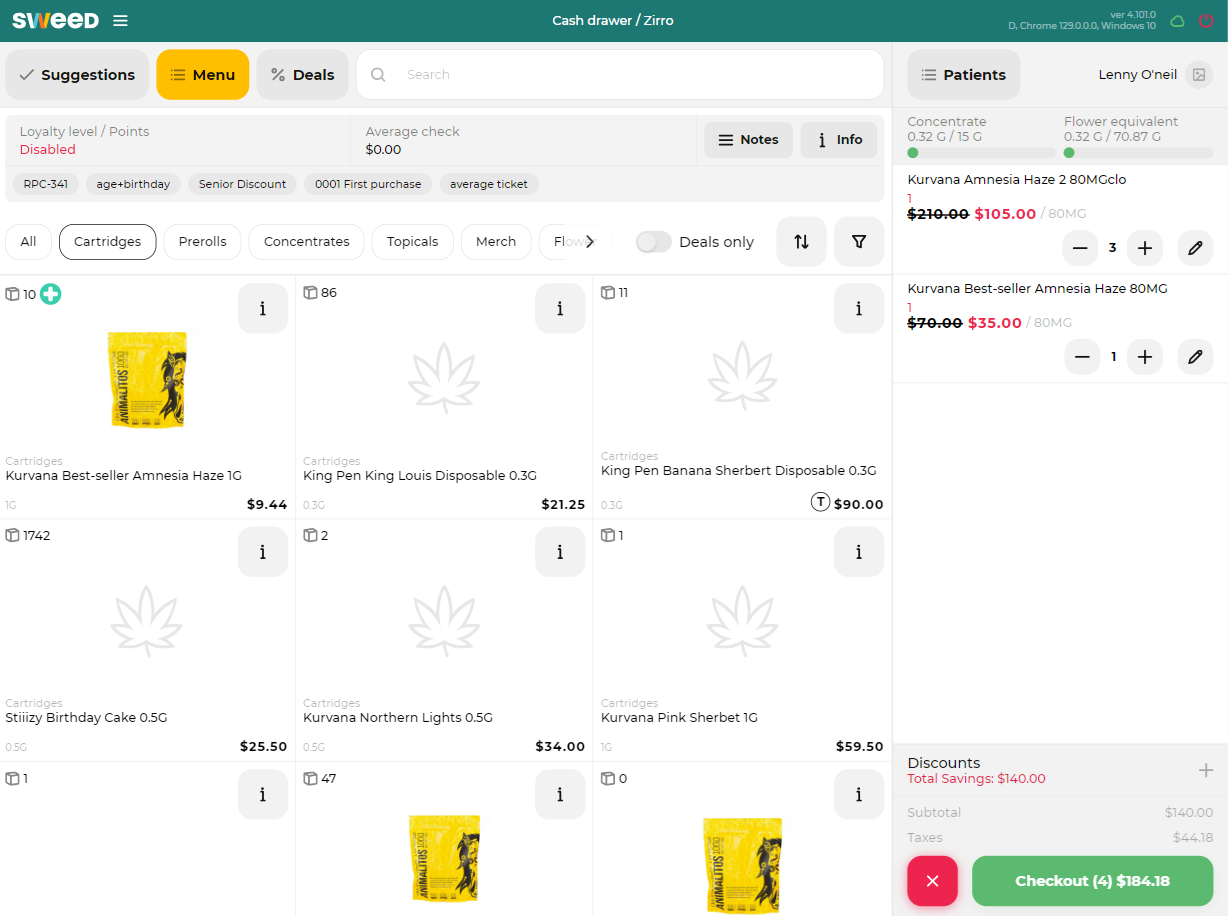 sweed
Cash drawer / Zirro
ver 4.101.0
D, Chrome 129.0.0.0, Windows 10
Suggestions
Menu
Deals
Search
Patients
Lenny O'neil
Loyalty level / Points
Disabled
Average check
$0.00
Notes
Info
Concentrate
0.32 G / 15 G
Flower equivalent
0.32 G / 70.87 G
RPC-341
age+birthday
Senior Discount
0001 First purchase
average ticket
Kurvana Amnesia Haze 2 80MGclo
1
$210.00 $105.00 / 80MG
3
All
Cartridges
Prerolls
Concentrates
Topicals
Merch
Flower
Deals only
Kurvana Best-seller Amnesia Haze 80MG
1
$70.00 $35.00 / 80MG
1
10
ANIMALITOS
Cartridges
Kurvana Best-seller Amnesia Haze 1G
1G
$9.44
86
Cartridges
King Pen King Louis Disposable 0.3G
0.3G
$21.25
11
Cartridges
King Pen Banana Sherbert Disposable 0.3G
0.3G
T $90.00
1742
Cartridges
Stiiizy Birthday Cake 0.5G
0.5G
$25.50
2
Cartridges
Kurvana Northern Lights 0.5G
0.5G
$34.00
1
Cartridges
Kurvana Pink Sherbet 1G
1G
$59.50
1
47
ANIMALITOS
0
ANIMALITOS
Discounts
Total Savings: $140.00
Subtotal
$140.00
Taxes
$44.18
Checkout (4) $184.18